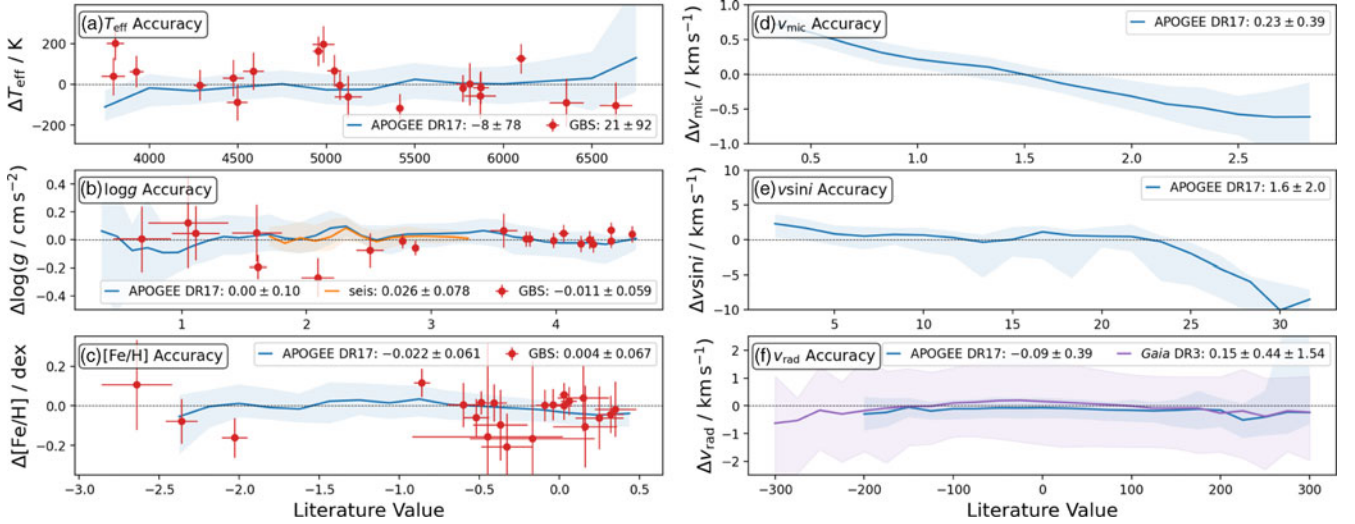 (a) T_eff Accuracy
ΔT_eff / K
200
0
−200
APOGEE DR17: −8 ± 78
GBS: 21 ± 92
4000 4500 5000 5500 6000 6500
(b) log g Accuracy
Δlog(g / cm s⁻²)
0.4
0.2
0.0
−0.2
−0.4
APOGEE DR17: 0.00 ± 0.10
seis: 0.026 ± 0.078
GBS: −0.011 ± 0.059
1 2 3 4
(c) [Fe/H] Accuracy
Δ[Fe/H] / dex
0.2
0.0
−0.2
APOGEE DR17: −0.022 ± 0.061
GBS: 0.004 ± 0.067
−3.0 −2.5 −2.0 −1.5 −1.0 −0.5 0.0 0.5
Literature Value
(d) v_mic Accuracy
Δv_mic / km s⁻¹
1.0
0.5
0.0
−0.5
−1.0
APOGEE DR17: 0.23 ± 0.39
0.5 1.0 1.5 2.0 2.5
(e) v sin i Accuracy
Δvsini / km s⁻¹
10
5
0
−5
−10
APOGEE DR17: 1.6 ± 2.0
5 10 15 20 25 30
(f) v_rad Accuracy
Δv_rad / km s⁻¹
2
1
0
−1
−2
APOGEE DR17: −0.09 ± 0.39
Gaia DR3: 0.15 ± 0.44 ± 1.54
−300 −200 −100 0 100 200 300
Literature Value